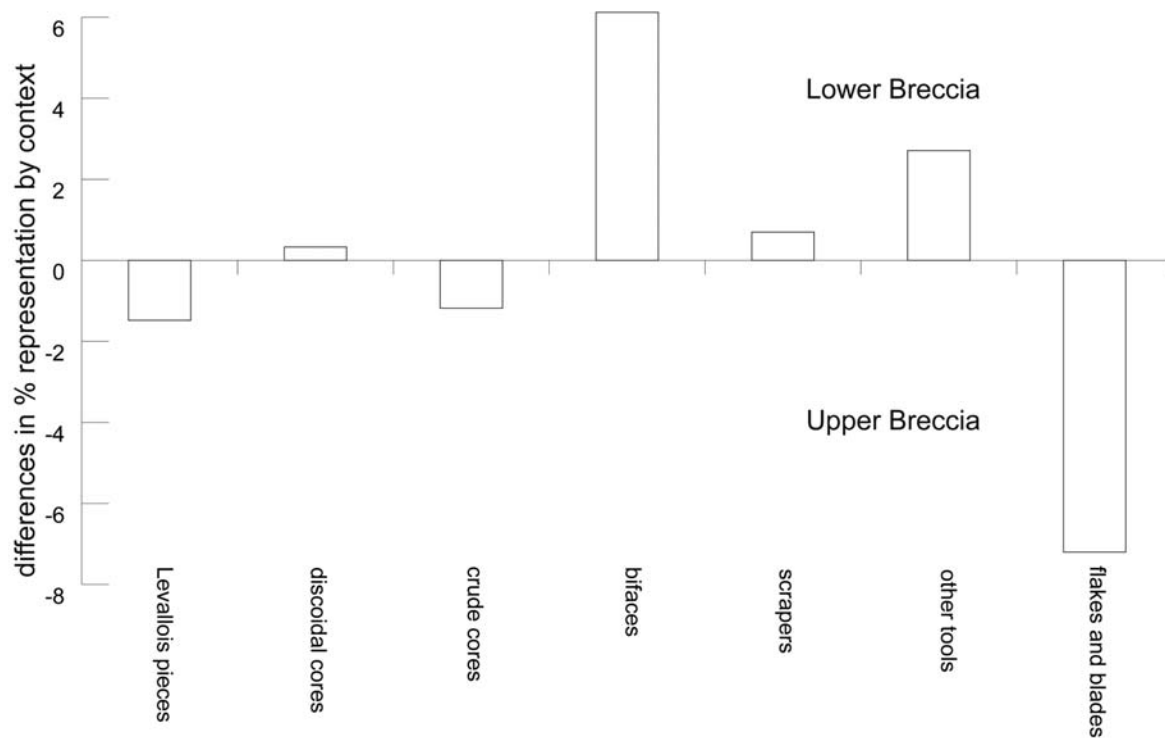 differences in % representation by context
6
4
2
0
-2
-4
-6
-8
Lower Breccia
Upper Breccia
Levallois pieces
discoidal cores
crude cores
bifaces
scrapers
other tools
flakes and blades